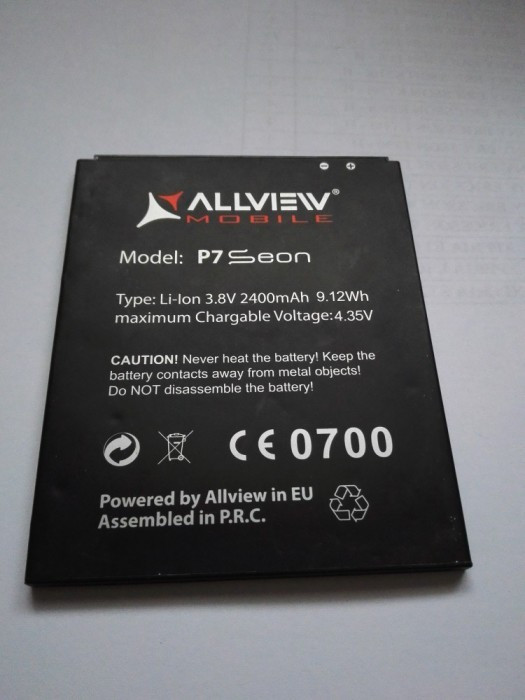 ALLVIEW®
MOBILE
Model: P7 Seon
Type: Li-Ion 3.8V 2400mAh 9.12Wh
maximum Chargable Voltage:4.35V
CAUTION! Never heat the battery! Keep the
battery contacts away from metal objects!
Do NOT disassemble the battery!
CE 0700
Powered by Allview in EU
Assembled in P.R.C.